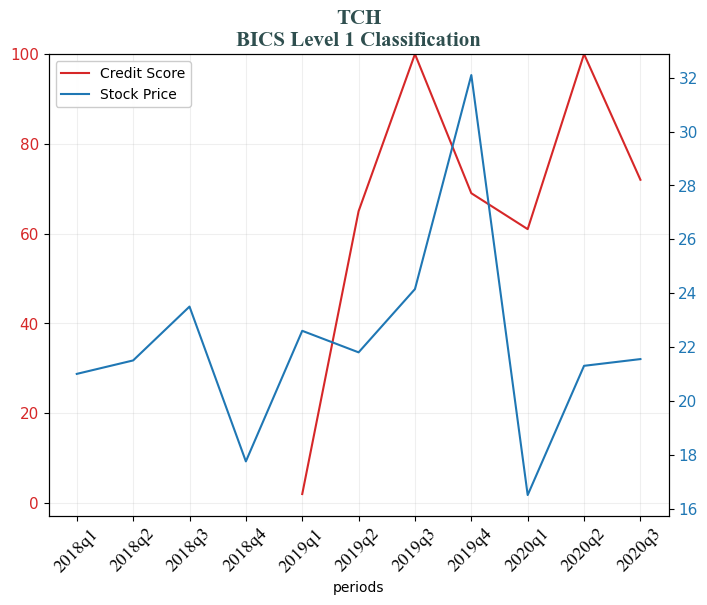 TCH
BICS Level 1 Classification
Credit Score
Stock Price
100
80
60
40
20
0
32
30
28
26
24
22
20
18
16
2018q1
2018q2
2018q3
2018q4
2019q1
2019q2
2019q3
2019q4
2020q1
2020q2
2020q3
periods